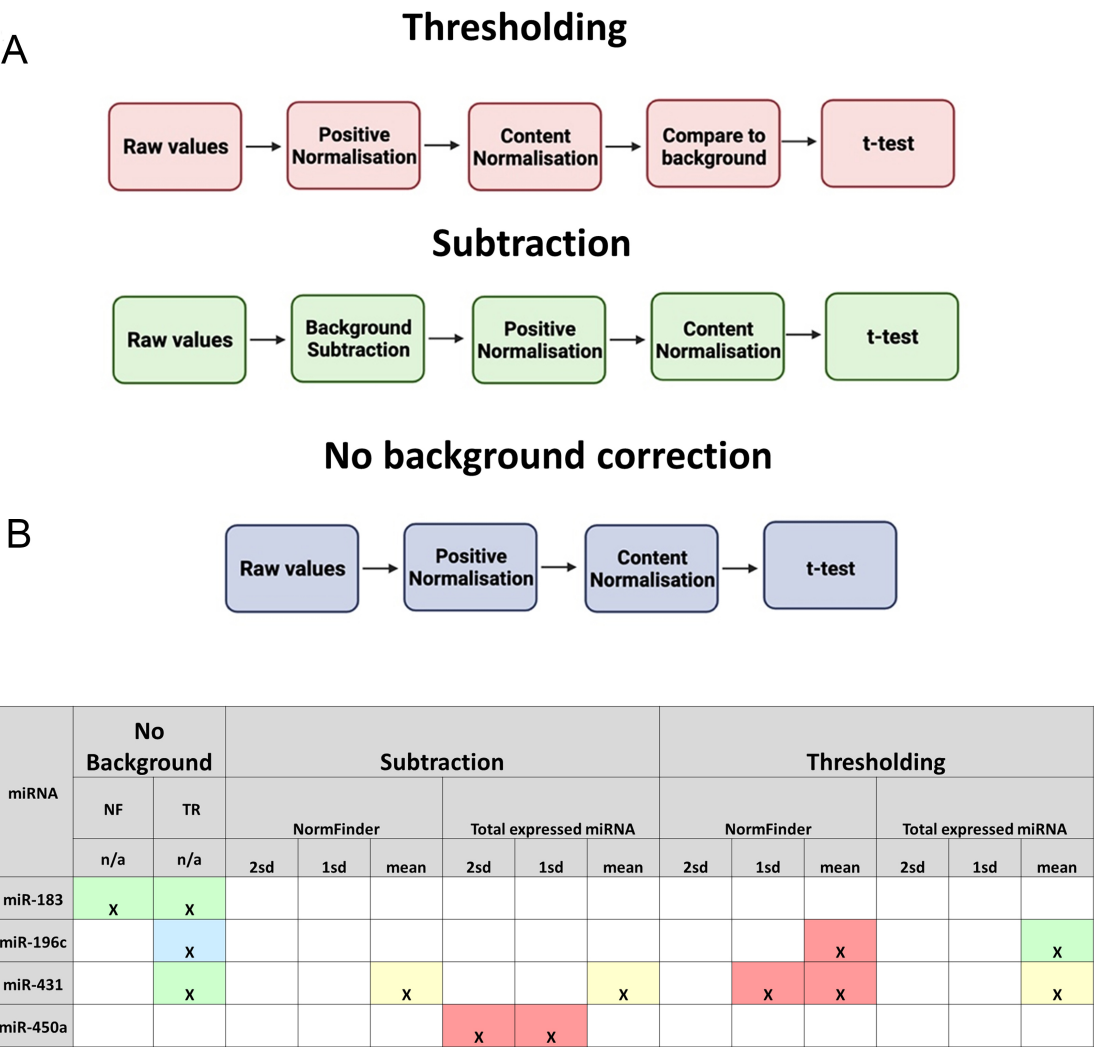 Thresholding
A
Raw values
Positive
Normalisation
Content
Normalisation
Compare to
background
t-test
Subtraction
Raw values
Background
Subtraction
Positive
Normalisation
Content
Normalisation
t-test
No background correction
B
Raw values
Positive
Normalisation
Content
Normalisation
t-test
miRNA
No
Background
Subtraction
Thresholding
NF
TR
NormFinder
Total expressed miRNA
NormFinder
Total expressed miRNA
n/a n/a 2sd 1sd mean 2sd 1sd mean 2sd 1sd mean 2sd 1sd mean
miR-183 X X
miR-196c X X X
miR-431 X X X X X X
miR-450a X X